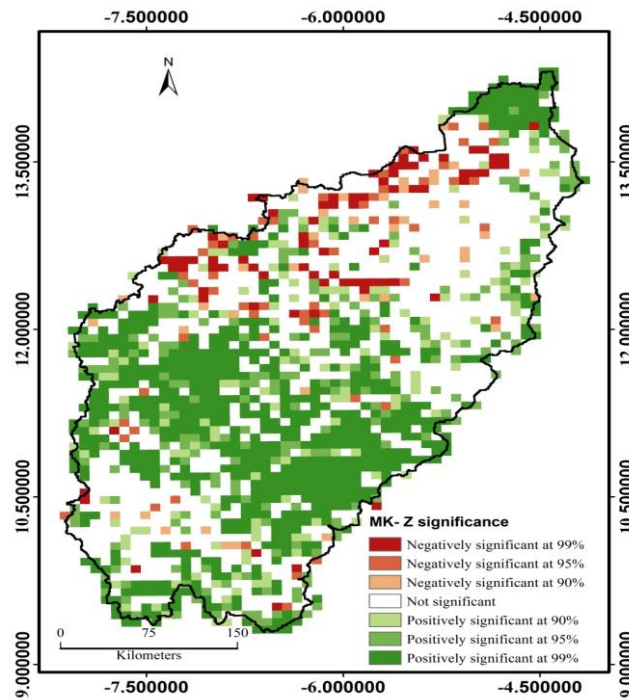 -7.500000 -6.000000 -4.500000
N
13.500000 13.500000
12.000000 12.000000
10.500000 10.500000
9.000000 9.000000
MK- Z significance
Negatively significant at 99%
Negatively significant at 95%
Negatively significant at 90%
Not significant
Positively significant at 90%
Positively significant at 95%
Positively significant at 99%
0 75 150
Kilometers
-7.500000 -6.000000 -4.500000